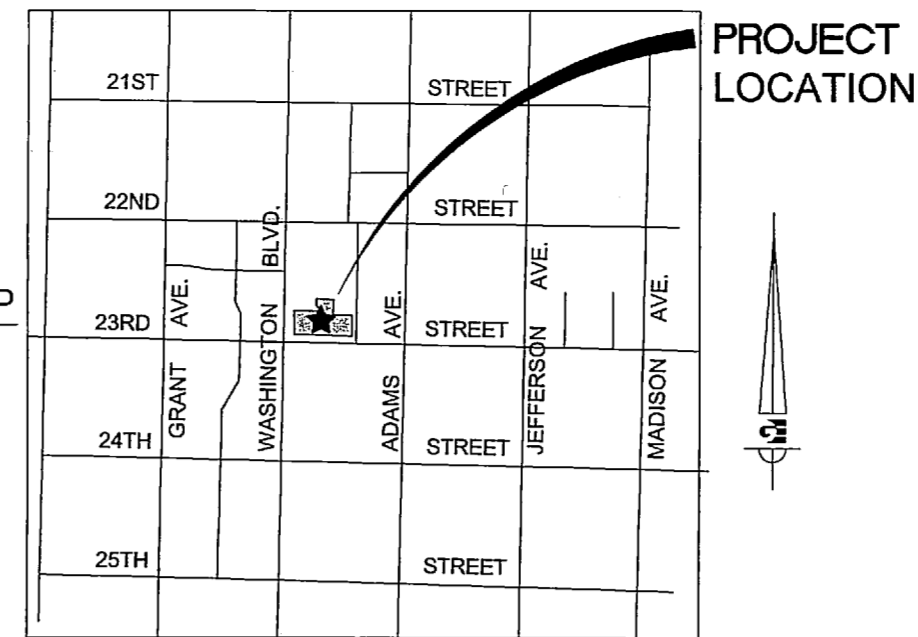 PROJECT
LOCATION
21ST STREET
22ND STREET
BLVD.
AVE.
AVE.
AVE.
AVE.
23RD STREET
GRANT
WASHINGTON
ADAMS
JEFFERSON
MADISON
24TH STREET
25TH STREET